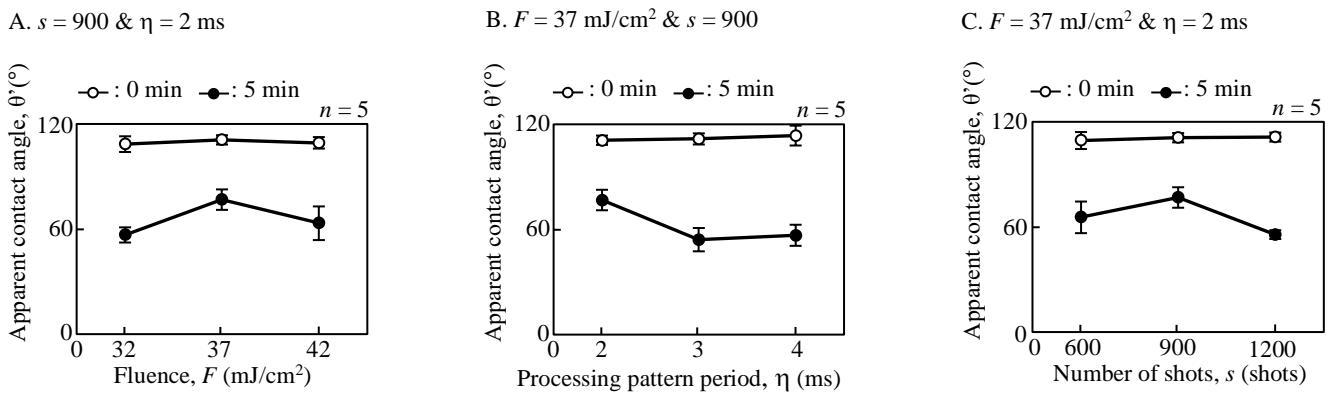 A. s = 900 & η = 2 ms
Apparent contact angle, θ’(°)
: 0 min : 5 min
n = 5
120
60
0
0 32 37 42
Fluence, F (mJ/cm²)
B. F = 37 mJ/cm² & s = 900
Apparent contact angle, θ’(°)
: 0 min : 5 min
n = 5
120
60
0
0 2 3 4
Processing pattern period, η (ms)
C. F = 37 mJ/cm² & η = 2 ms
Apparent contact angle, θ’(°)
: 0 min : 5 min
n = 5
120
60
0
0 600 900 1200
Number of shots, s (shots)